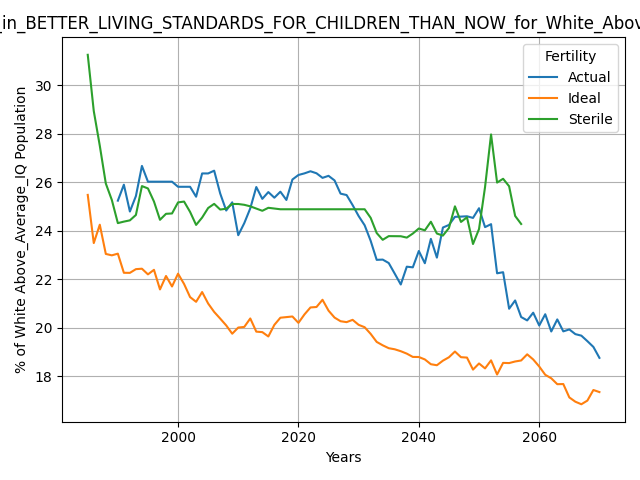 _in_BETTER_LIVING_STANDARDS_FOR_CHILDREN_THAN_NOW_for_White_Abov
Fertility
Actual
Ideal
Sterile
% of White Above_Average_IQ Population
30
28
26
24
22
20
18
2000
2020
2040
2060
Years